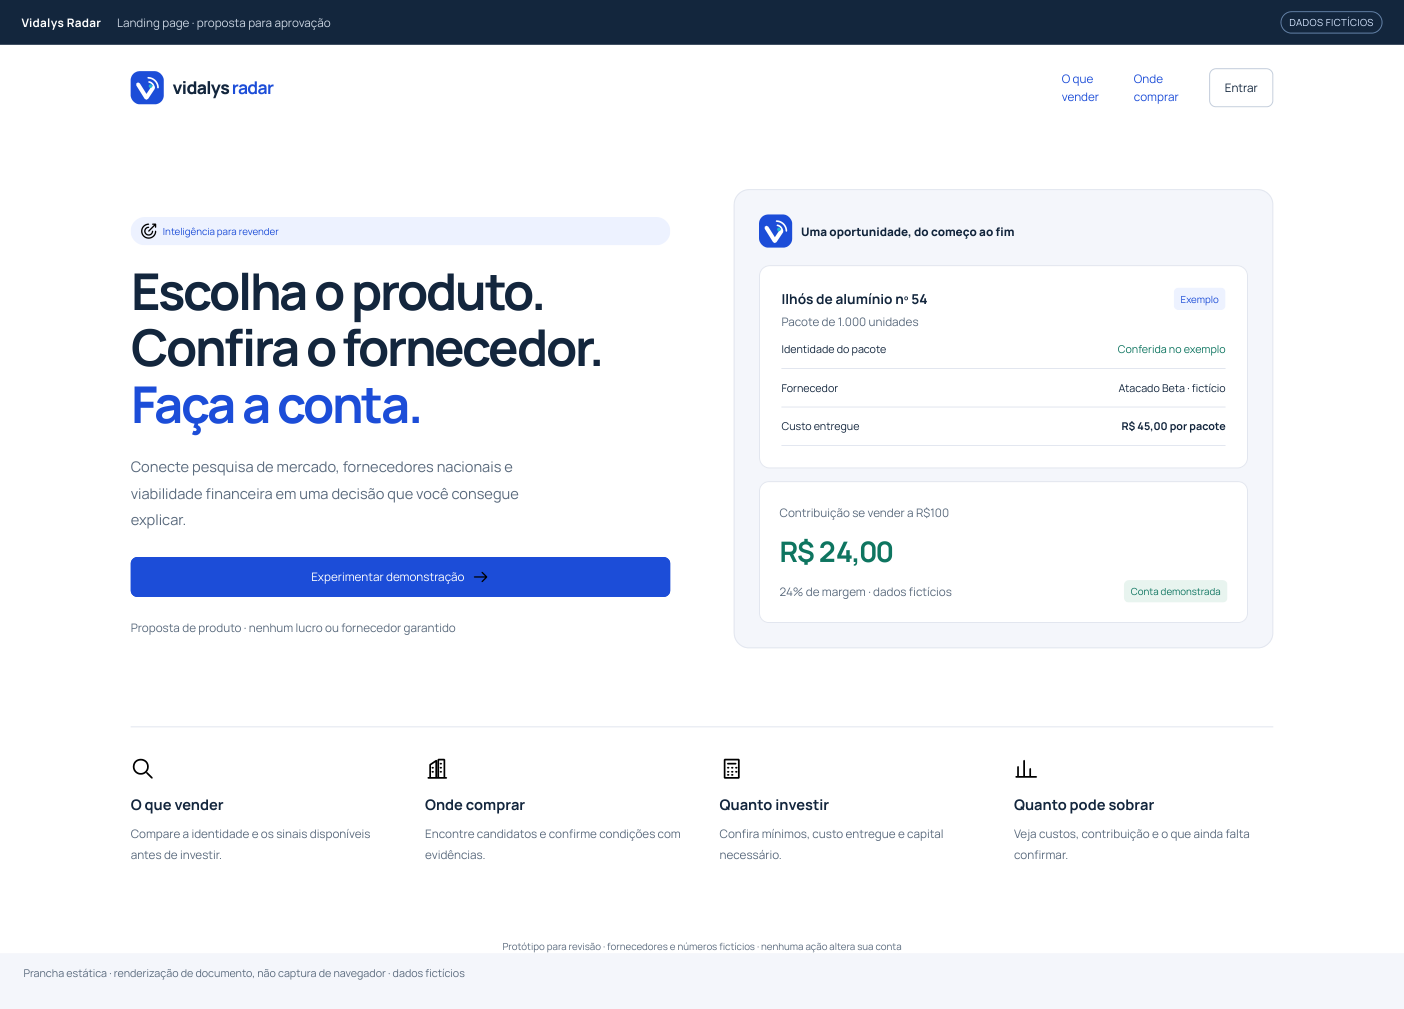 Vidalys Radar
Landing page · proposta para aprovação
DADOS FICTÍCIOS
vidalys radar
O que
vender
Onde
comprar
Entrar
Inteligência para revender
Escolha o produto.
Confira o fornecedor.
Faça a conta.
Conecte pesquisa de mercado, fornecedores nacionais e
viabilidade financeira em uma decisão que você consegue
explicar.
Experimentar demonstração
Proposta de produto · nenhum lucro ou fornecedor garantido
Uma oportunidade, do começo ao fim
Ilhós de alumínio nº 54
Exemplo
Pacote de 1.000 unidades
Identidade do pacote
Conferida no exemplo
Fornecedor
Atacado Beta · fictício
Custo entregue
R$ 45,00 por pacote
Contribuição se vender a R$100
R$ 24,00
24% de margem · dados fictícios
Conta demonstrada
O que vender
Compare a identidade e os sinais disponíveis
antes de investir.
Onde comprar
Encontre candidatos e confirme condições com
evidências.
Quanto investir
Confira mínimos, custo entregue e capital
necessário.
Quanto pode sobrar
Veja custos, contribuição e o que ainda falta
confirmar.
Protótipo para revisão · fornecedores e números fictícios · nenhuma ação altera sua conta
Prancha estática · renderização de documento, não captura de navegador · dados fictícios